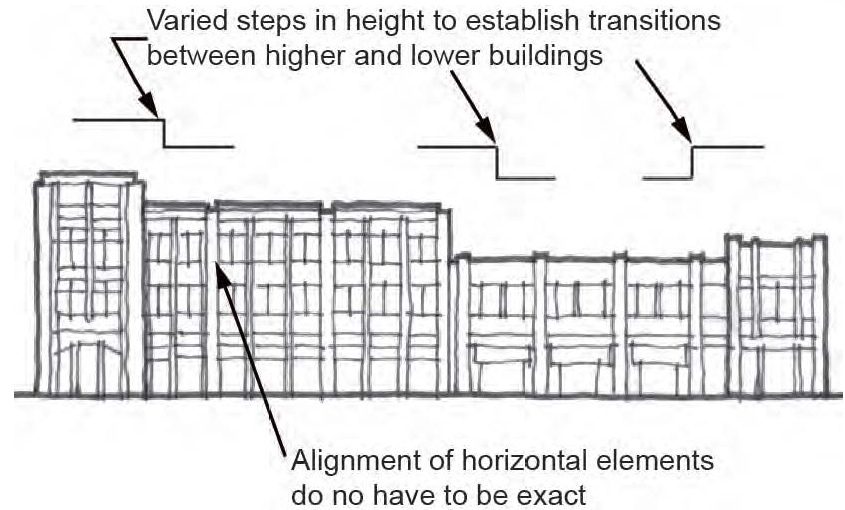 Varied steps in height to establish transitions
between higher and lower buildings
Alignment of horizontal elements
do no have to be exact